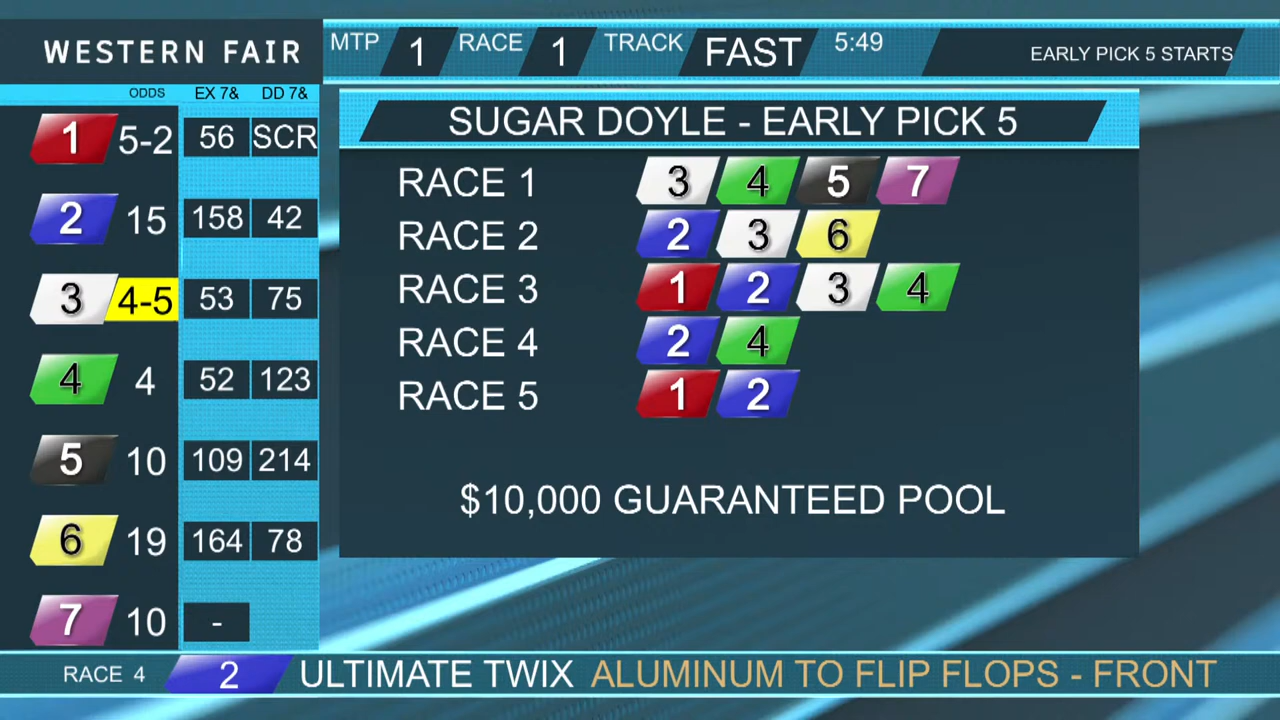 WESTERN FAIR
MTP 1 RACE 1 TRACK FAST 5:49 EARLY PICK 5 STARTS
ODDS EX 7& DD 7&
1 5-2 56 SCR
2 15 158 42
3 4-5 53 75
4 4 52 123
5 10 109 214
6 19 164 78
7 10 -
SUGAR DOYLE - EARLY PICK 5
RACE 1 3 4 5 7
RACE 2 2 3 6
RACE 3 1 2 3 4
RACE 4 2 4
RACE 5 1 2
$10,000 GUARANTEED POOL
RACE 4 2 ULTIMATE TWIX ALUMINUM TO FLIP FLOPS - FRONT